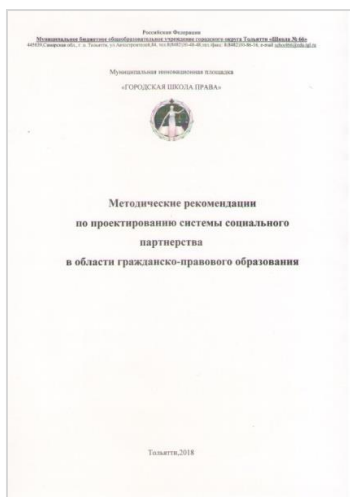 Российская Федерация
Муниципальное бюджетное общеобразовательное учреждение городского округа Тольятти «Школа № 66»
Муниципальная инновационная площадка
«ГОРОДСКАЯ ШКОЛА ПРАВА»
Методические рекомендации
по проектированию системы социального
партнерства
в области гражданско-правового образования
Тольятти,2018